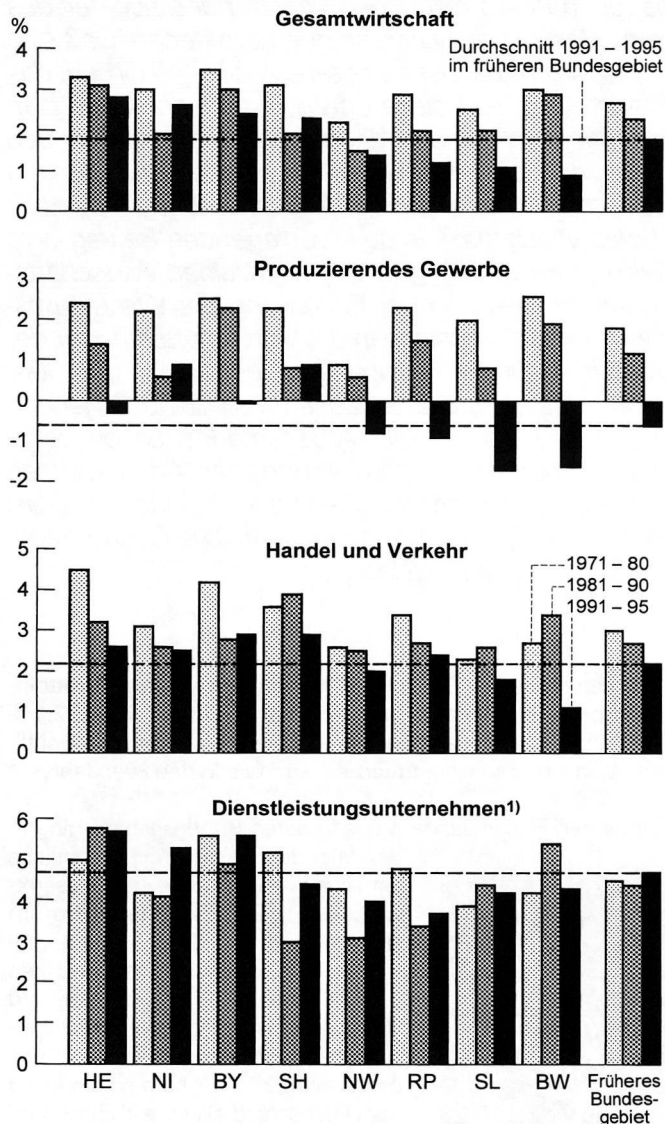 Gesamtwirtschaft
%
4
3
2
1
0
Durchschnitt 1991 – 1995
im früheren Bundesgebiet
Produzierendes Gewerbe
3
2
1
0
-1
-2
Handel und Verkehr
5
4
3
2
1
0
1971 – 80
1981 – 90
1991 – 95
Dienstleistungsunternehmen¹⁾
6
5
4
3
2
1
0
HE NI BY SH NW RP SL BW Früheres
Bundes-
gebiet